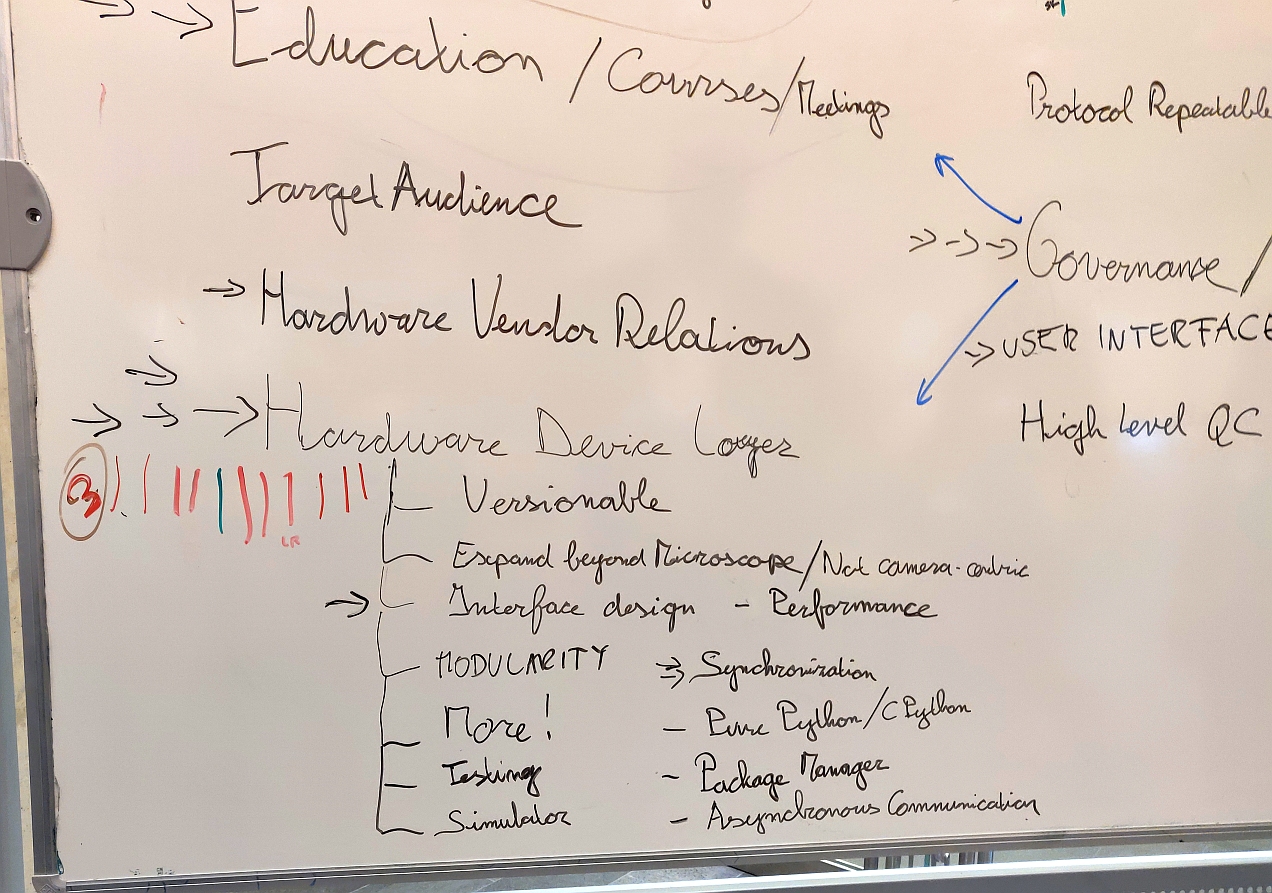 Education / Courses / Meetings
Target Audience
Hardware Vendor Relations
Hardware Device Layer
3
LR
Versionable
Expand beyond Microscope / Not camera-centric
Interface design - Performance
MODULARITY
Synchronization
More!
- Pure Python / CPython
Testing
- Package Manager
Simulator
- Asynchronous Communication
Protocol Repeatable
Governance /
USER INTERFACE
High Level QC